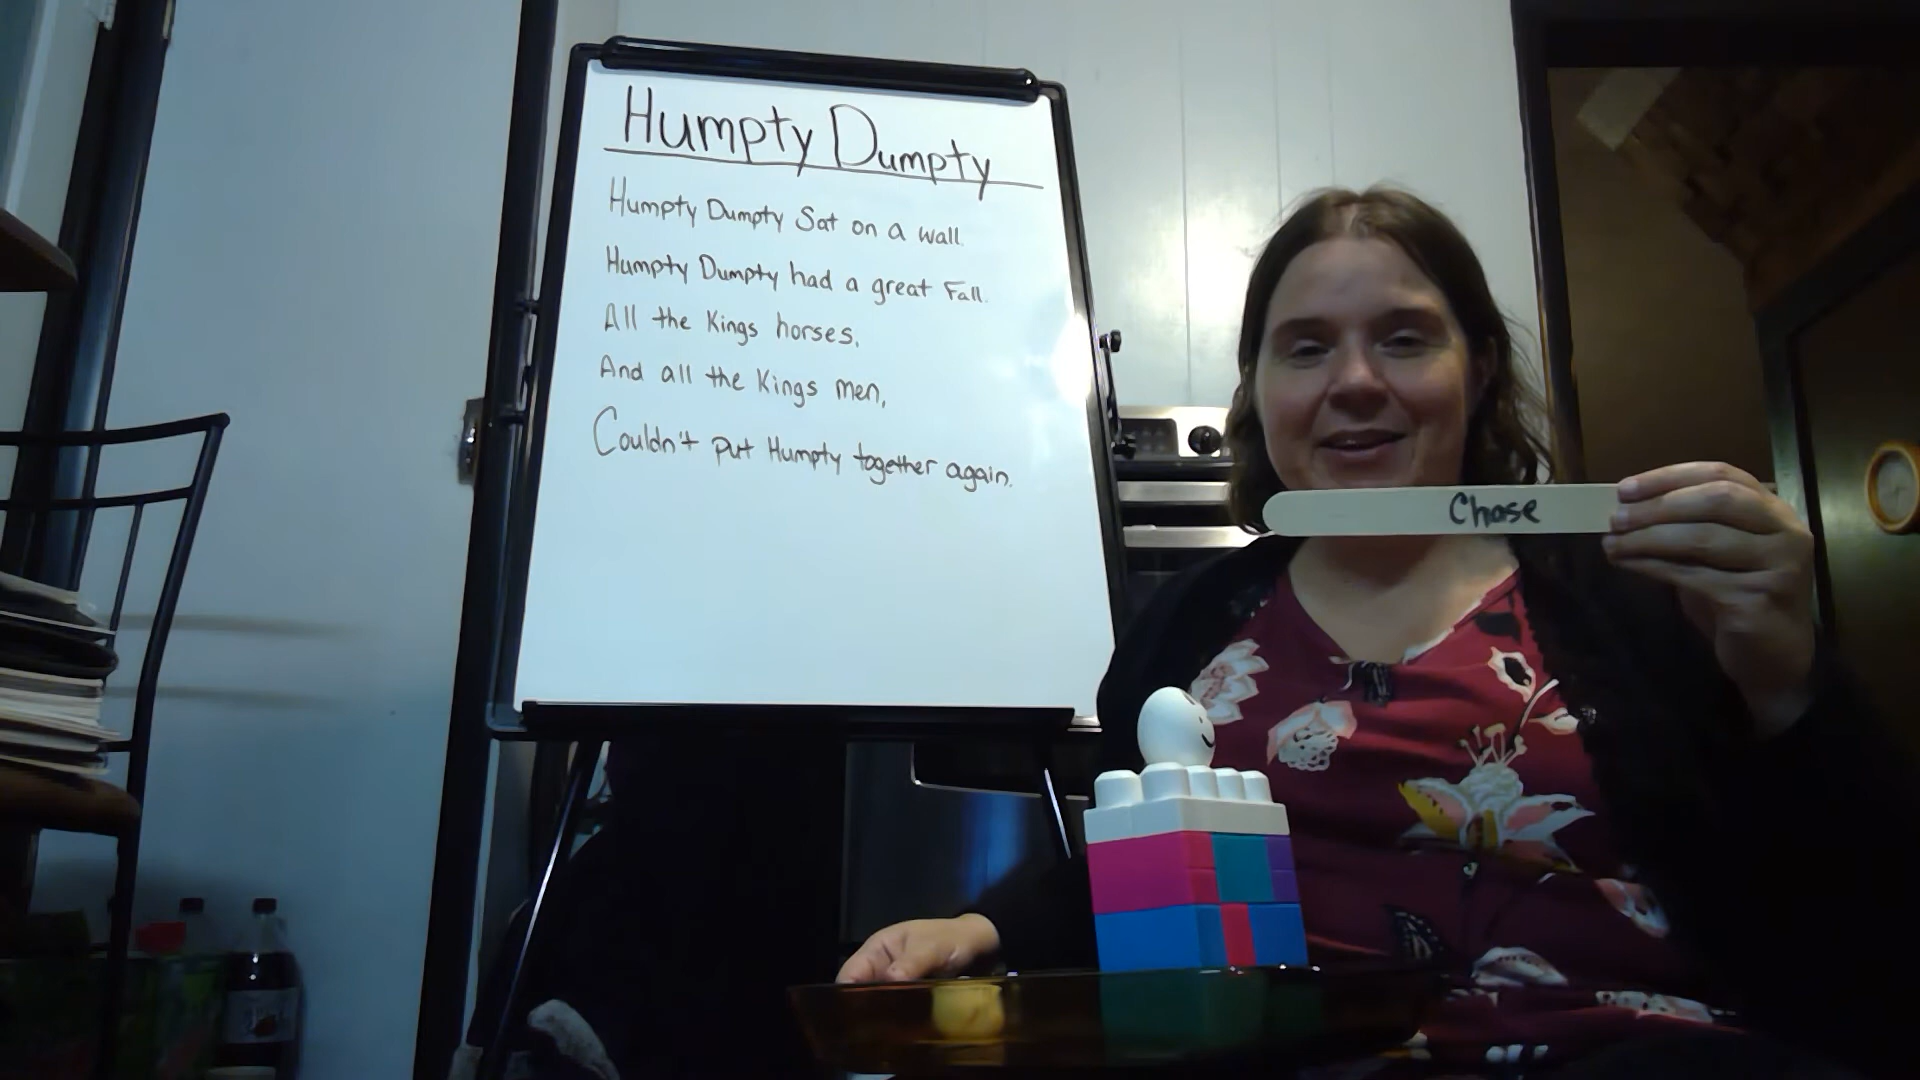 Humpty Dumpty
Humpty Dumpty Sat on a wall.
Humpty Dumpty had a great Fall.
All the Kings horses,
And all the Kings men,
Couldn't put Humpty together again.
Chase